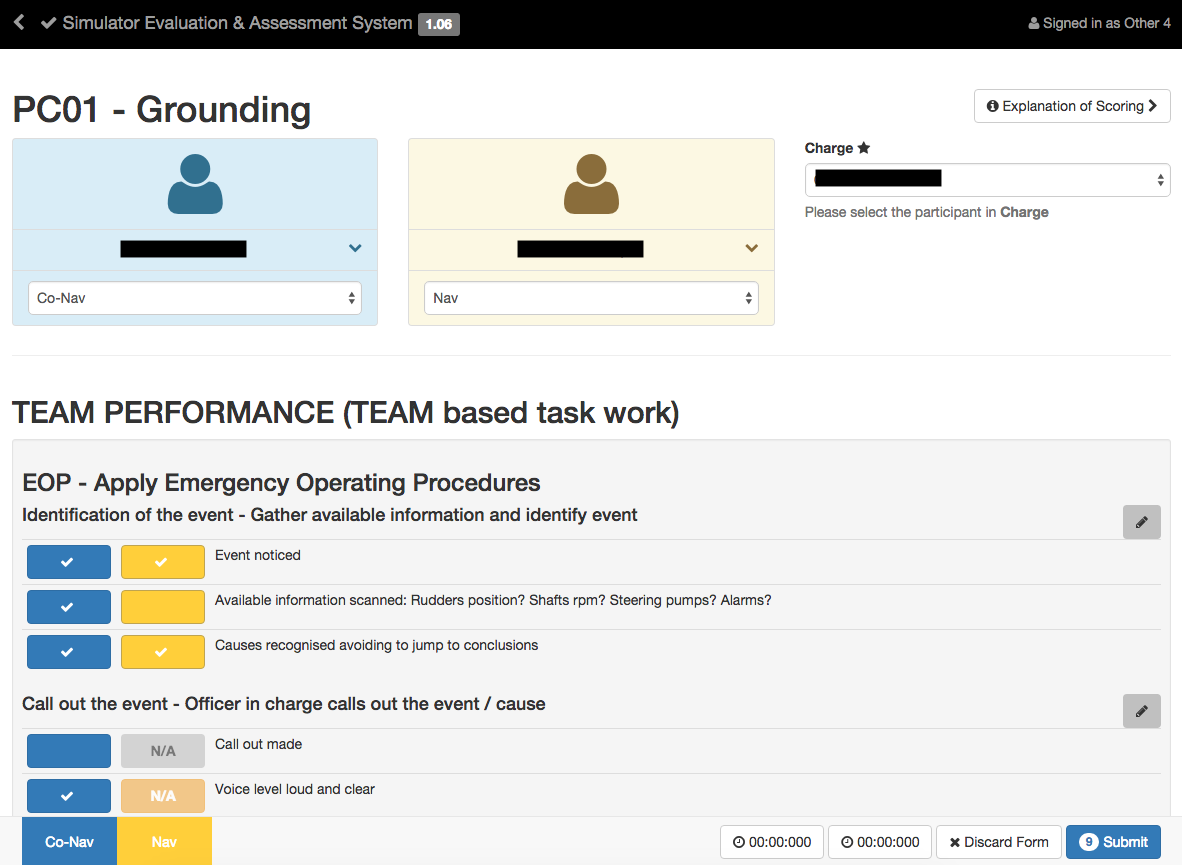 Simulator Evaluation & Assessment System 1.06
Signed in as Other 4
PC01 - Grounding
Explanation of Scoring
Charge
Co-Nav
Nav
Please select the participant in Charge
TEAM PERFORMANCE (TEAM based task work)
EOP - Apply Emergency Operating Procedures
Identification of the event - Gather available information and identify event
Event noticed
Available information scanned: Rudders position? Shafts rpm? Steering pumps? Alarms?
Causes recognised avoiding to jump to conclusions
Call out the event - Officer in charge calls out the event / cause
N/A Call out made
N/A Voice level loud and clear
Co-Nav Nav 00:00:000 00:00:000 Discard Form 9 Submit